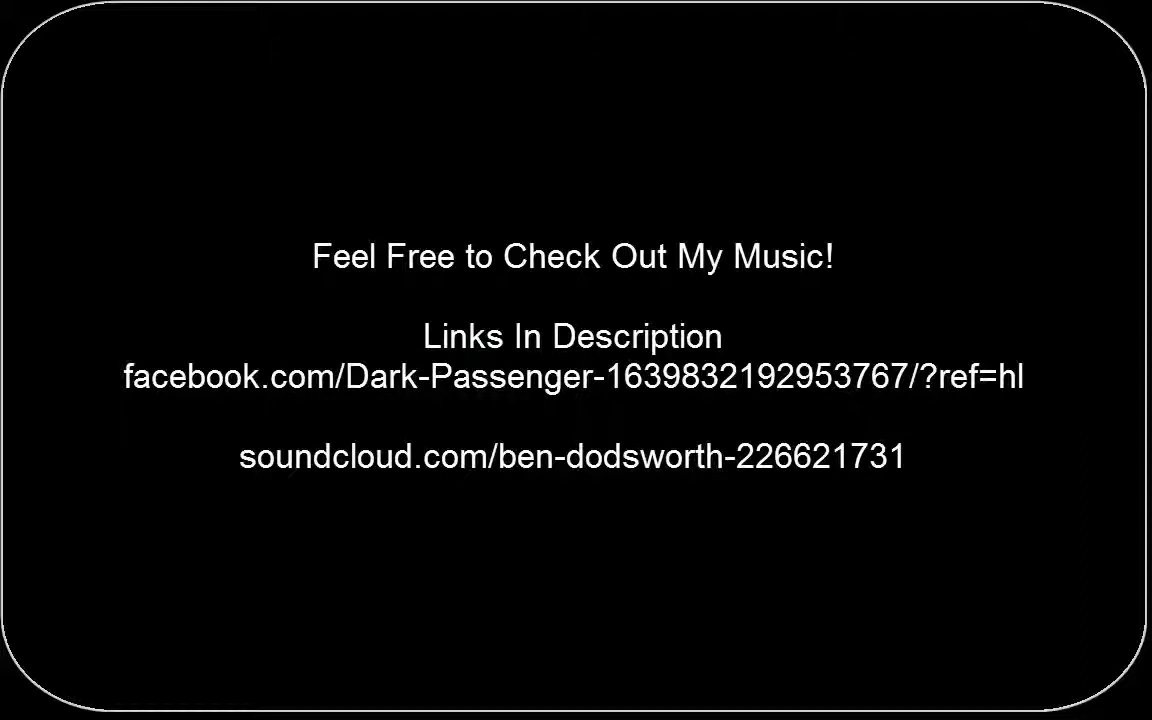 Feel Free to Check Out My Music!
Links In Description
facebook.com/Dark-Passenger-1639832192953767/?ref=hl
soundcloud.com/ben-dodsworth-226621731